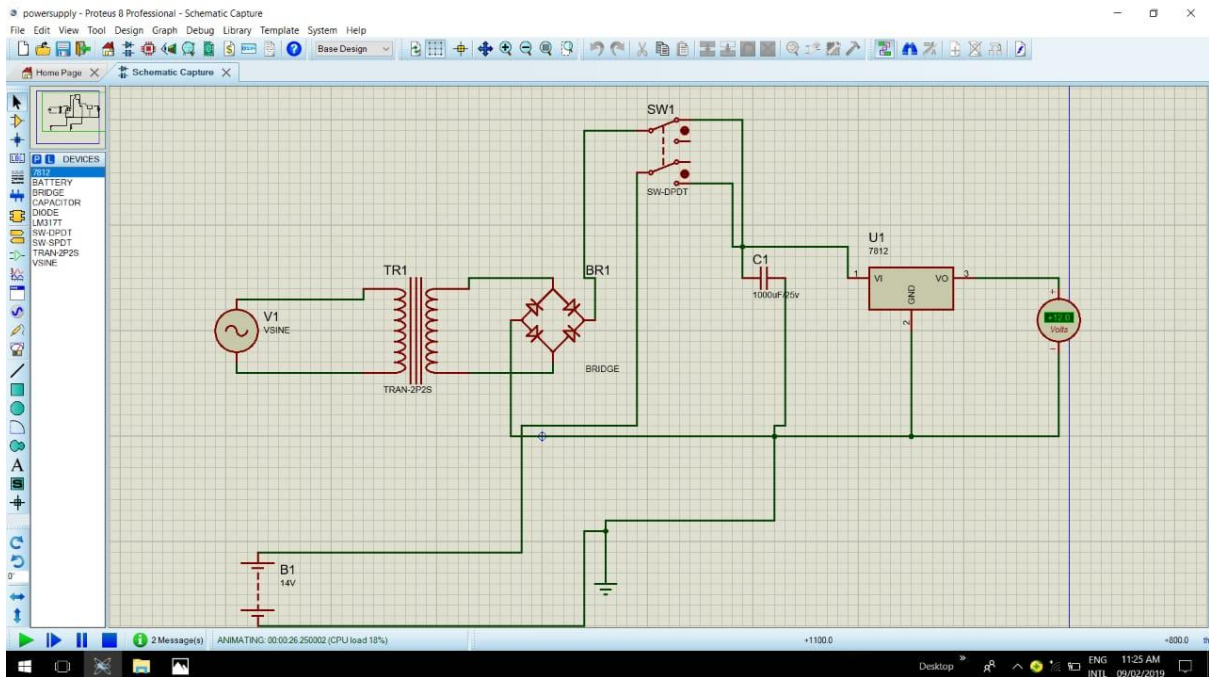 powersupply - Proteus 8 Professional - Schematic Capture
File Edit View Tool Design Graph Debug Library Template System Help
Base Design
Home Page
Schematic Capture
P L DEVICES
7812
BATTERY
BRIDGE
CAPACITOR
DIODE
LM317T
SW-DPDT
SW-SPDT
TRAN-2P2S
VSINE
SW1
SW-DPDT
U1
7812
1 VI VO 3
GND
2
C1
1000uF/25v
TR1
TRAN-2P2S
BR1
BRIDGE
V1
VSINE
+12.0
Volts
B1
14V
0°
2 Message(s)
ANIMATING: 00:00:26.250002 (CPU load 18%)
+1100.0
+800.0
th
Desktop
ENG
INTL
11:25 AM
09/02/2019